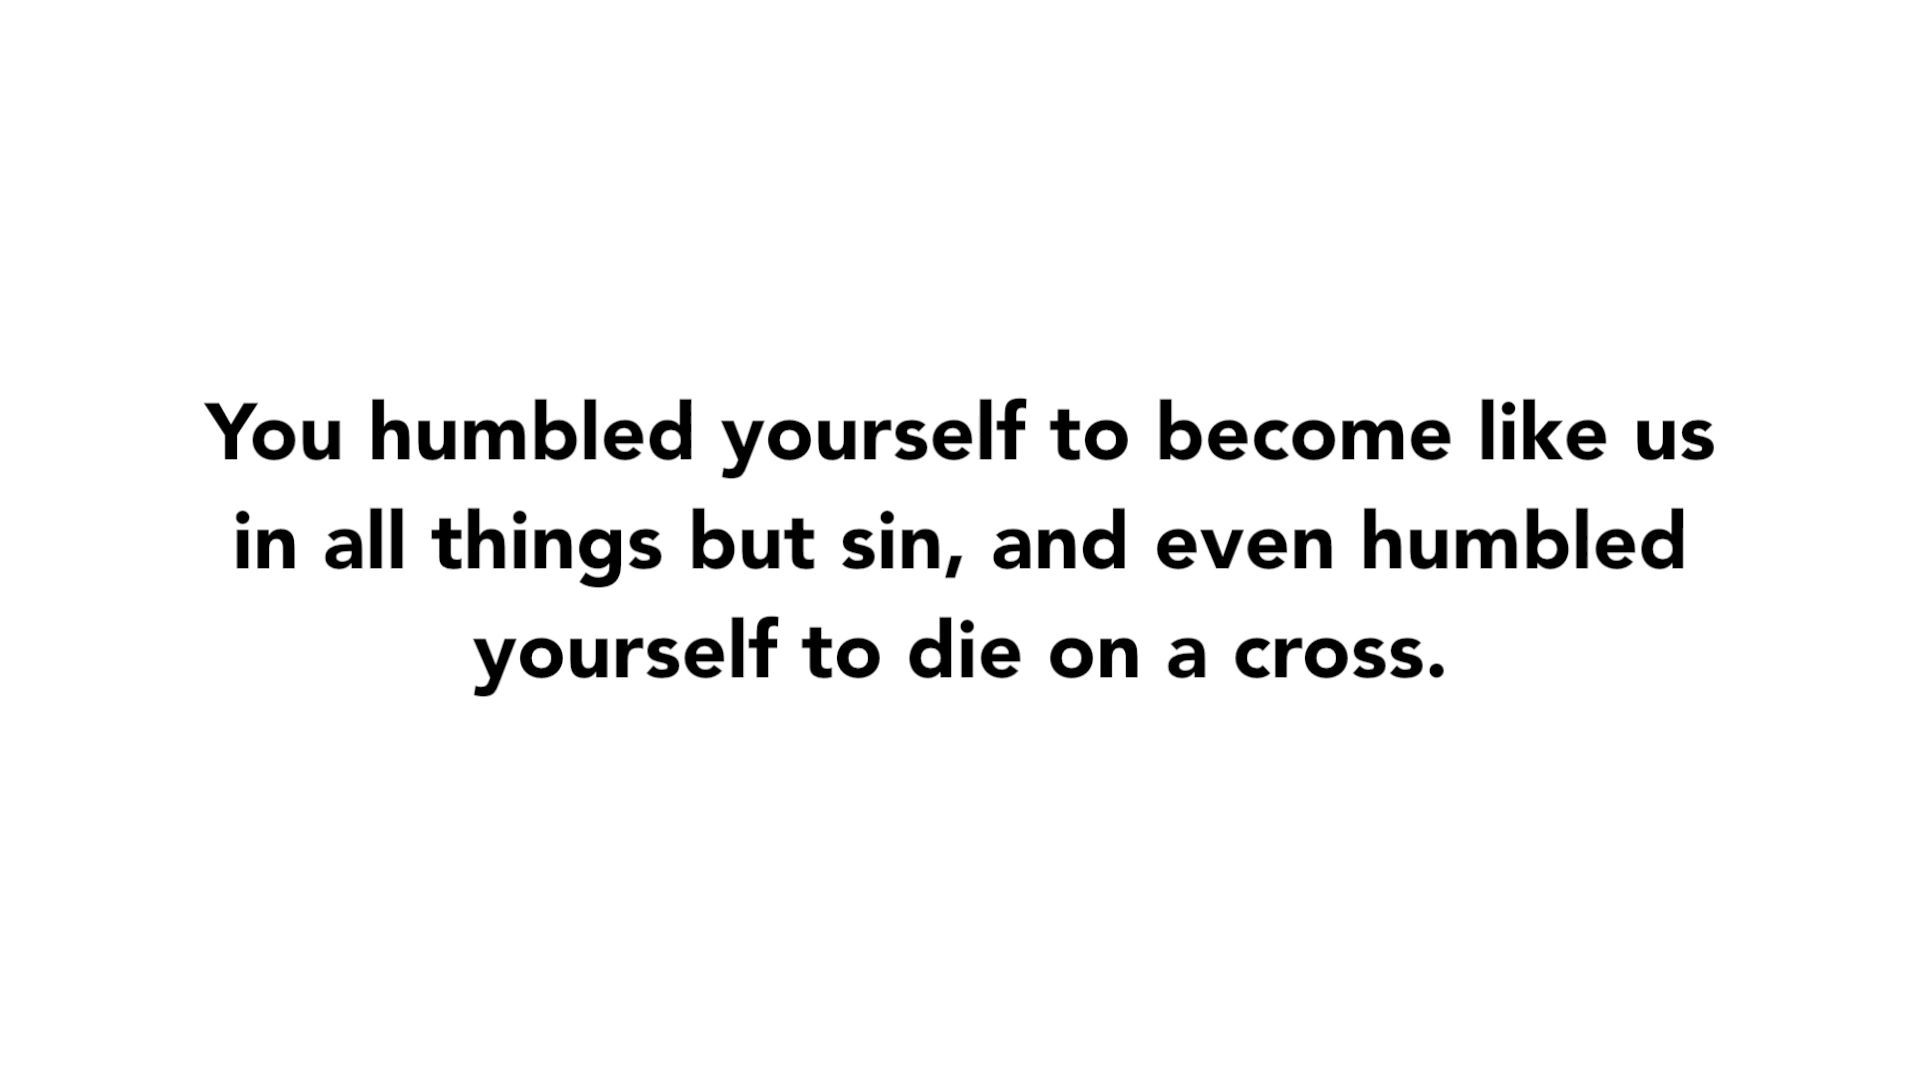 You humbled yourself to become like us
in all things but sin, and even humbled
yourself to die on a cross.